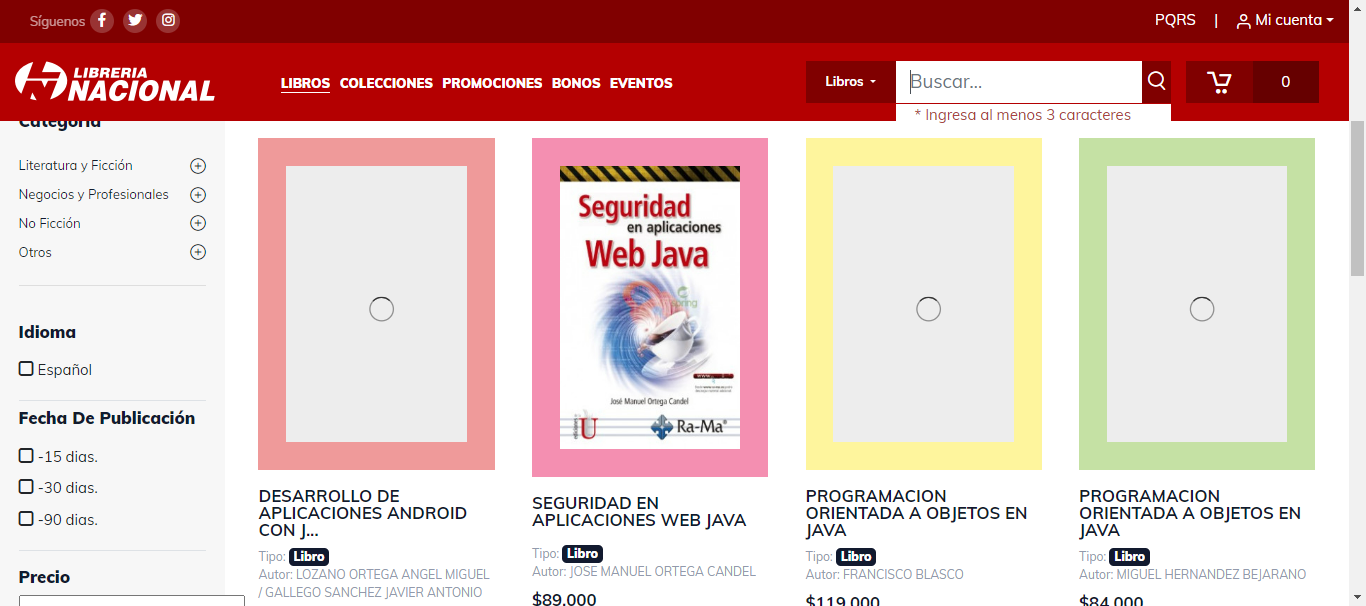 Síguenos
PQRS | Mi cuenta
LIBRERIA
NACIONAL
LIBROS COLECCIONES PROMOCIONES BONOS EVENTOS
Libros
Buscar...
0
* Ingresa al menos 3 caracteres
Categoría
Literatura y Ficción
Negocios y Profesionales
No Ficción
Otros
Idioma
Español
Fecha De Publicación
-15 dias.
-30 dias.
-90 dias.
Precio
DESARROLLO DE
APLICACIONES ANDROID
CON J...
Tipo: Libro
Autor: LOZANO ORTEGA ANGEL MIGUEL
/ GALLEGO SANCHEZ JAVIER ANTONIO
Seguridad
en aplicaciones
Web Java
José Manuel Ortega Candel
Ra-Ma®
SEGURIDAD EN
APLICACIONES WEB JAVA
Tipo: Libro
Autor: JOSE MANUEL ORTEGA CANDEL
$89.000
PROGRAMACION
ORIENTADA A OBJETOS EN
JAVA
Tipo: Libro
Autor: FRANCISCO BLASCO
$119.000
PROGRAMACION
ORIENTADA A OBJETOS EN
JAVA
Tipo: Libro
Autor: MIGUEL HERNANDEZ BEJARANO
$84.000